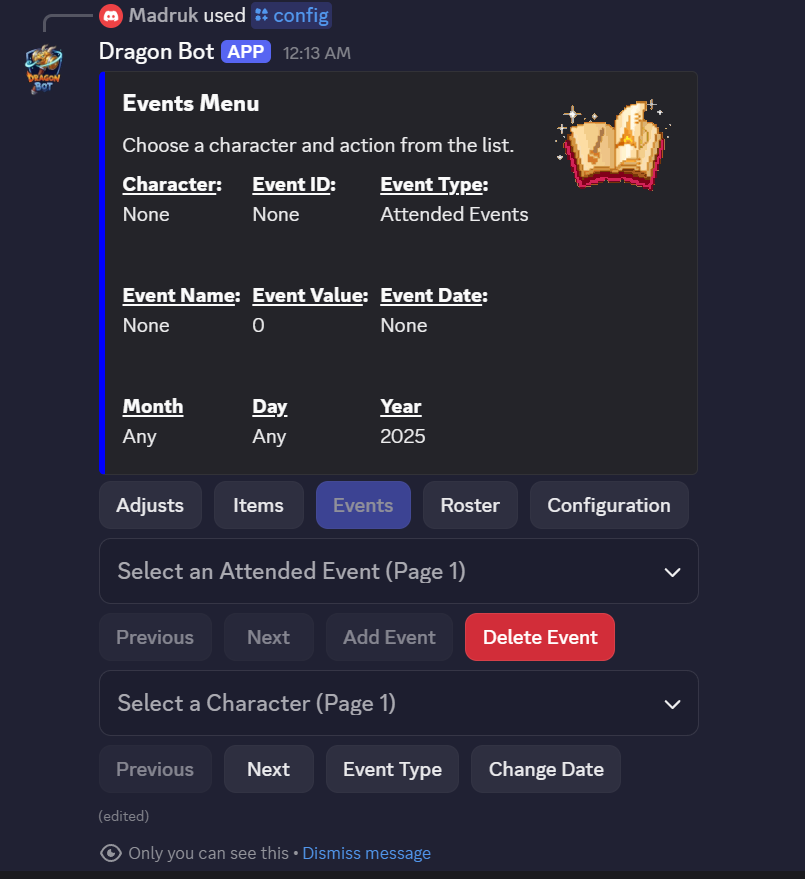 Madruk used config
Dragon Bot APP 12:13 AM
DRAGON BOT
Events Menu
Choose a character and action from the list.
Character: Event ID: Event Type:
None None Attended Events
Event Name: Event Value: Event Date:
None 0 None
Month Day Year
Any Any 2025
Adjusts Items Events Roster Configuration
Select an Attended Event (Page 1)
Previous Next Add Event Delete Event
Select a Character (Page 1)
Previous Next Event Type Change Date
(edited)
Only you can see this • Dismiss message